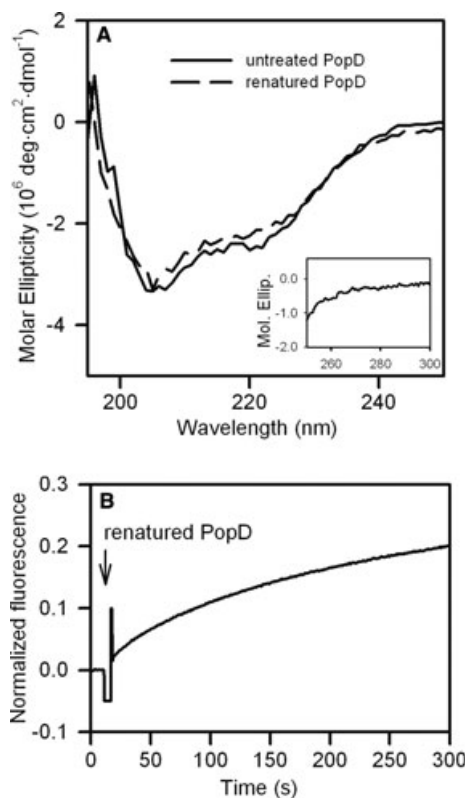 A
untreated PopD
renatured PopD
2
0
-2
-4
Molar Ellipticity (10⁶ deg·cm²·dmol⁻¹)
Mol. Ellip.
0.0
-1.0
-2.0
260 280 300
200 220 240
Wavelength (nm)
B
renatured PopD
0.3
0.2
0.1
0.0
-0.1
Normalized fluorescence
0 50 100 150 200 250 300
Time (s)